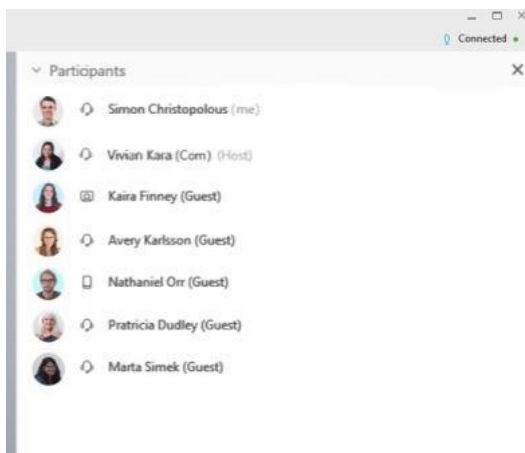 Connected
Participants
Simon Christopolous (me)
Vivian Kara (Com) (Host)
Kaira Finney (Guest)
Avery Karlsson (Guest)
Nathaniel Orr (Guest)
Pratricia Dudley (Guest)
Marta Simek (Guest)